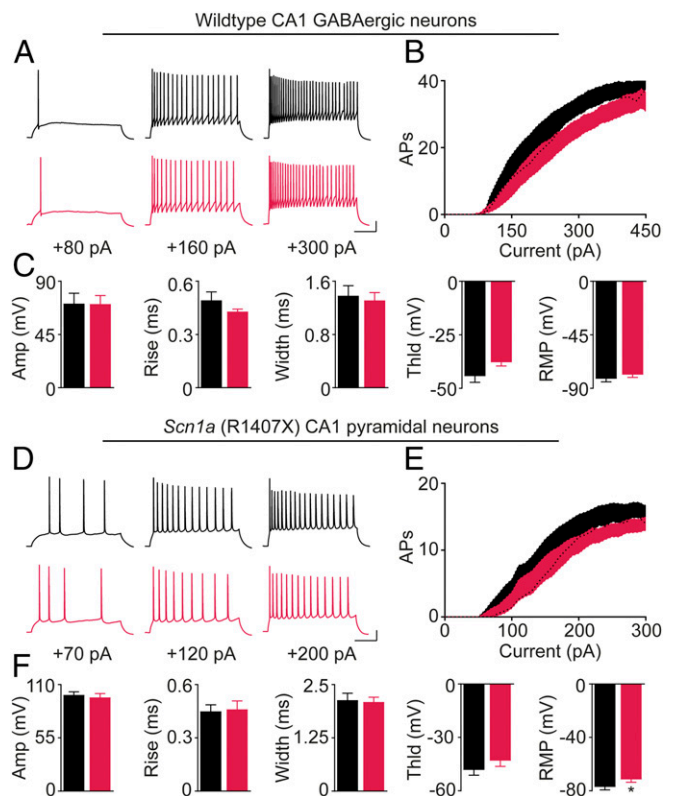 Wildtype CA1 GABAergic neurons
A
B
+80 pA
+160 pA
+300 pA
APs
40
20
0
150
300
450
Current (pA)
C
Amp (mV)
90
45
0
Rise (ms)
0.6
0.3
0
Width (ms)
1.6
0.8
0
Thld (mV)
0
-25
-50
RMP (mV)
0
-45
-90
Scn1a (R1407X) CA1 pyramidal neurons
D
E
+70 pA
+120 pA
+200 pA
APs
20
10
0
0
100
200
300
Current (pA)
F
Amp (mV)
110
55
0
Rise (ms)
0.6
0.3
0
Width (ms)
2.5
1.25
0
Thld (mV)
0
-30
-60
RMP (mV)
0
-40
-80
*